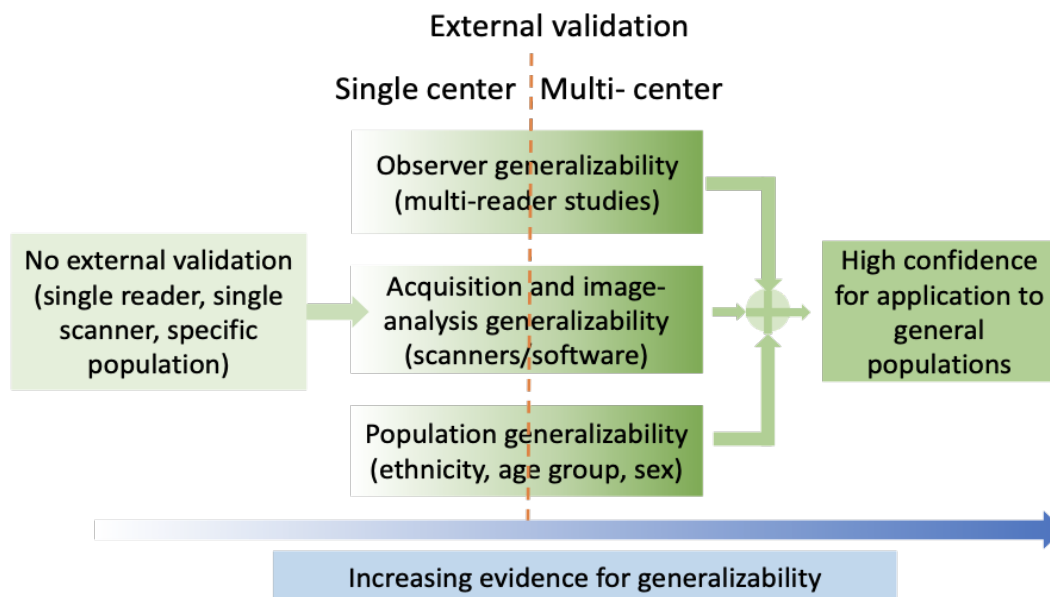 External validation
Single center
Multi- center
Observer generalizability
(multi-reader studies)
No external validation
(single reader, single
scanner, specific
population)
Acquisition and image-
analysis generalizability
(scanners/software)
Population generalizability
(ethnicity, age group, sex)
High confidence
for application to
general
populations
Increasing evidence for generalizability